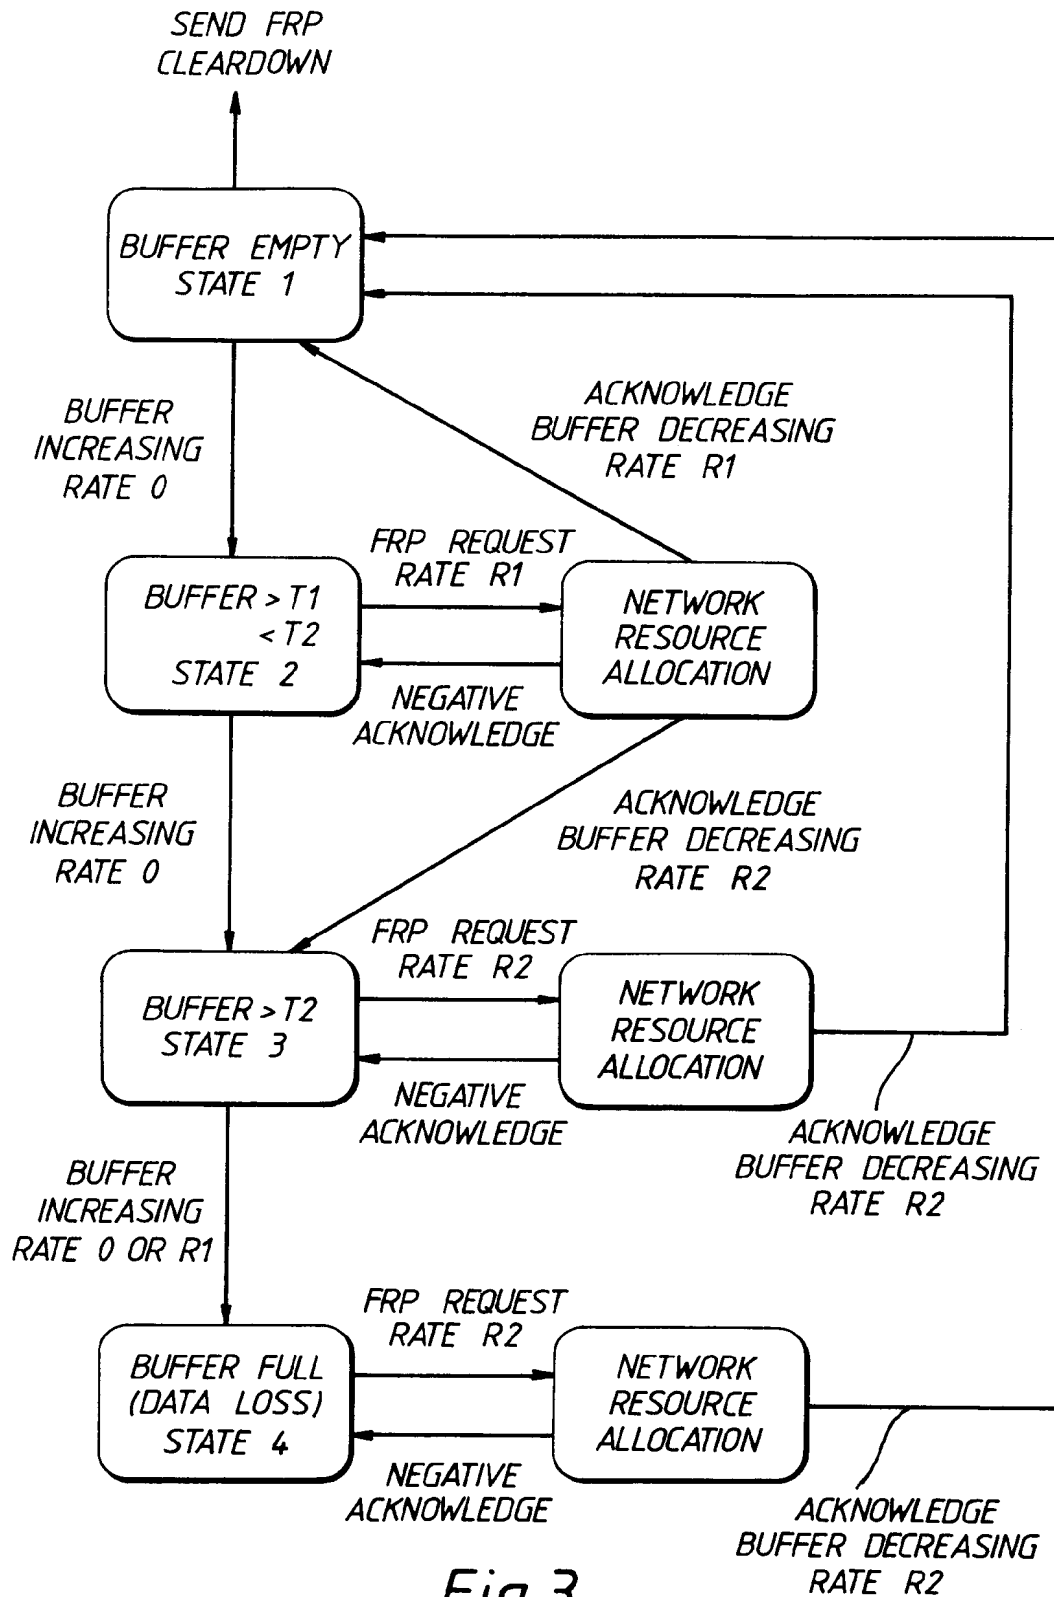 SEND FRP
CLEARDOWN
BUFFER EMPTY
STATE 1
BUFFER
INCREASING
RATE 0
ACKNOWLEDGE
BUFFER DECREASING
RATE R1
FRP REQUEST
RATE R1
BUFFER > T1
< T2
STATE 2
NETWORK
RESOURCE
ALLOCATION
NEGATIVE
ACKNOWLEDGE
BUFFER
INCREASING
RATE 0
ACKNOWLEDGE
BUFFER DECREASING
RATE R2
FRP REQUEST
RATE R2
BUFFER > T2
STATE 3
NETWORK
RESOURCE
ALLOCATION
NEGATIVE
ACKNOWLEDGE
ACKNOWLEDGE
BUFFER DECREASING
RATE R2
BUFFER
INCREASING
RATE 0 OR R1
FRP REQUEST
RATE R2
BUFFER FULL
(DATA LOSS)
STATE 4
NETWORK
RESOURCE
ALLOCATION
NEGATIVE
ACKNOWLEDGE
ACKNOWLEDGE
BUFFER DECREASING
RATE R2
Fig.3